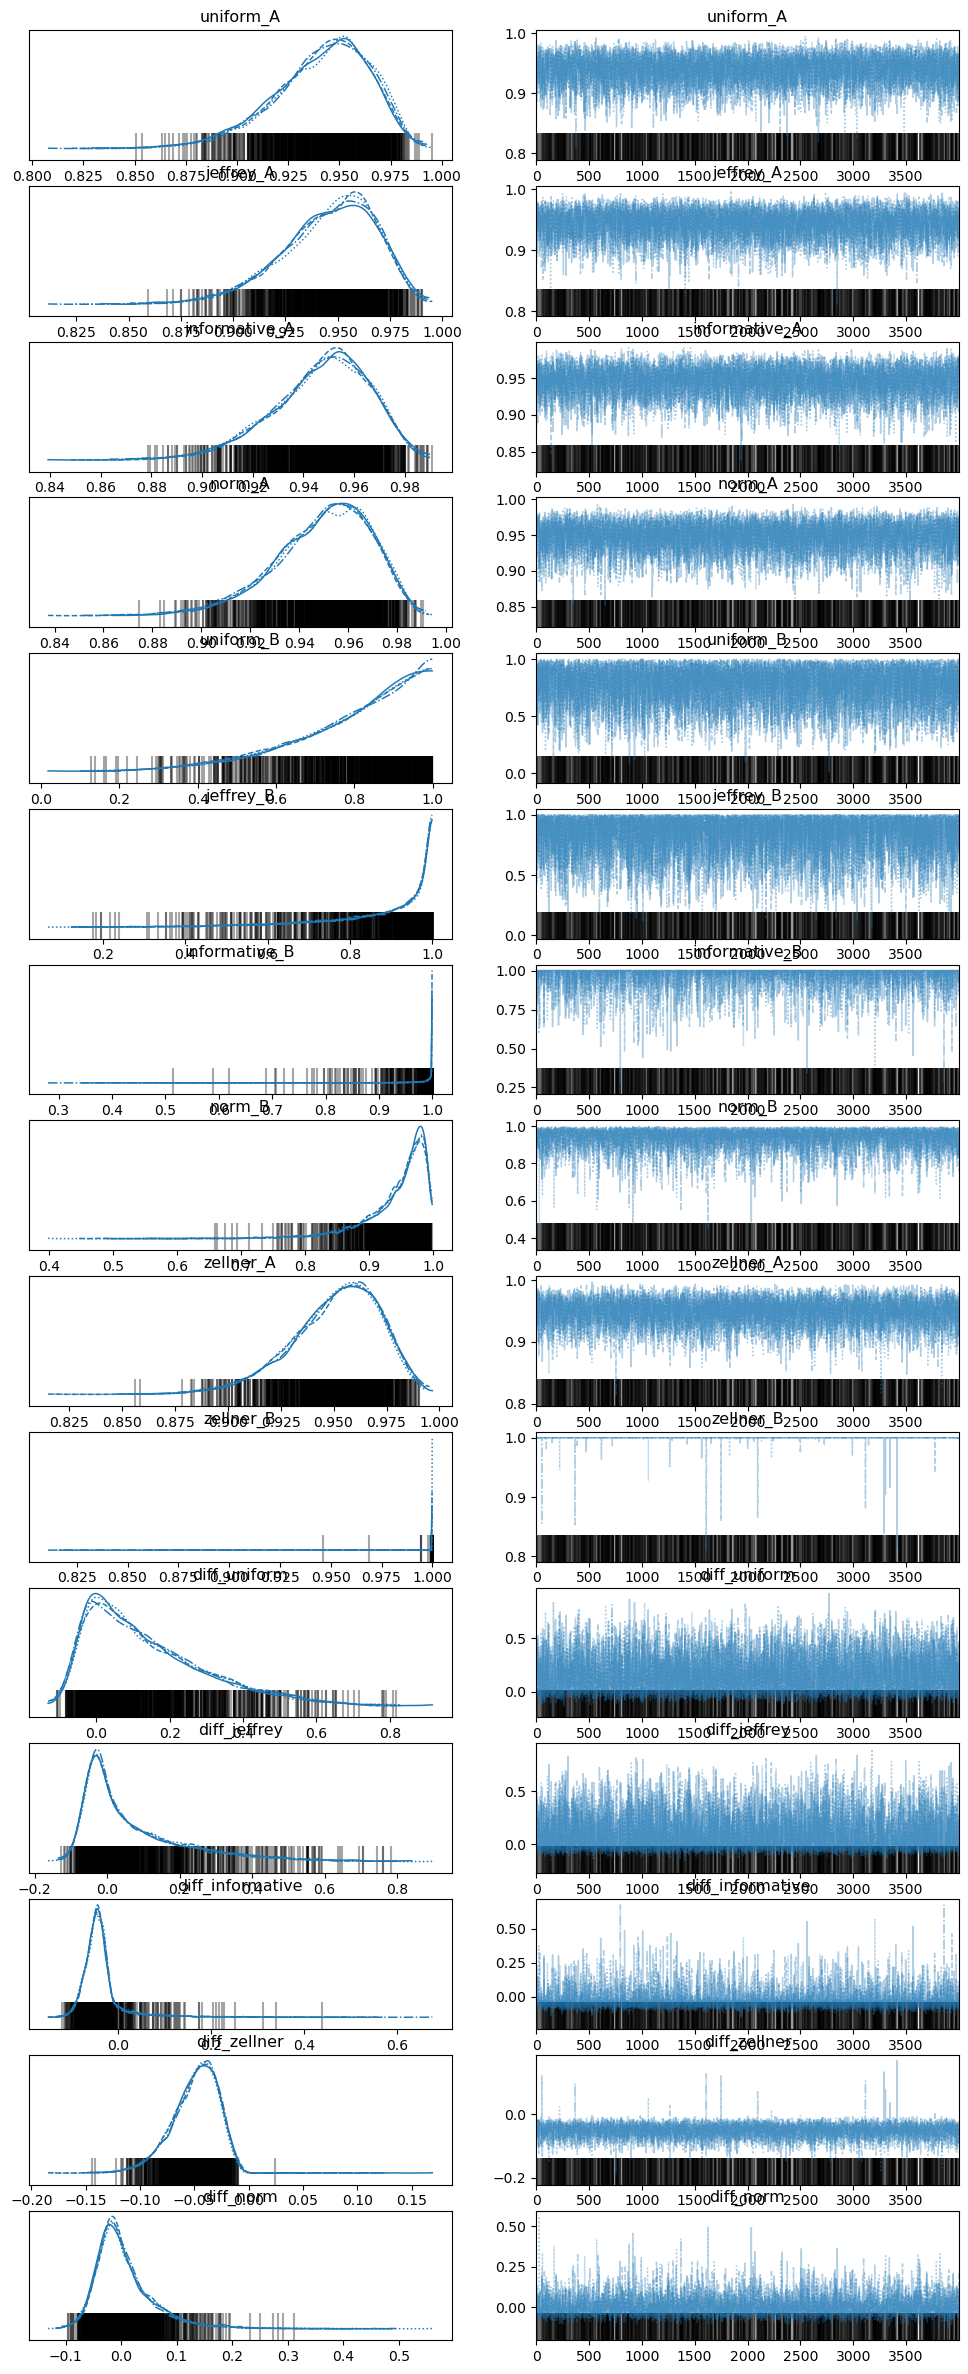 uniform_A uniform_A
1.0
0.9
0.8
0.800 0.825 0.850 0.875 0.900 0.925 0.950 0.975 1.000 0 500 1000 1500 2000 2500 3000 3500
jeffrey_A jeffrey_A
1.0
0.9
0.8
0.825 0.850 0.875 0.900 0.925 0.950 0.975 1.000 0 500 1000 1500 2000 2500 3000 3500
informative_A informative_A
0.95
0.90
0.85
0.84 0.86 0.88 0.90 0.92 0.94 0.96 0.98 0 500 1000 1500 2000 2500 3000 3500
norm_A norm_A
1.00
0.95
0.90
0.85
0.84 0.86 0.88 0.90 0.92 0.94 0.96 0.98 1.00 0 500 1000 1500 2000 2500 3000 3500
uniform_B uniform_B
1.0
0.5
0.0
0.0 0.2 0.4 0.6 0.8 1.0 0 500 1000 1500 2000 2500 3000 3500
jeffrey_B jeffrey_B
1.0
0.5
0.0
0.2 0.4 0.6 0.8 1.0 0 500 1000 1500 2000 2500 3000 3500
informative_B informative_B
1.00
0.75
0.50
0.25
0.3 0.4 0.5 0.6 0.7 0.8 0.9 1.0 0 500 1000 1500 2000 2500 3000 3500
norm_B norm_B
1.0
0.8
0.6
0.4
0.4 0.5 0.6 0.7 0.8 0.9 1.0 0 500 1000 1500 2000 2500 3000 3500
zellner_A zellner_A
1.0
0.9
0.8
0.825 0.850 0.875 0.900 0.925 0.950 0.975 1.000 0 500 1000 1500 2000 2500 3000 3500
zellner_B zellner_B
1.0
0.9
0.8
0.825 0.850 0.875 0.900 0.925 0.950 0.975 1.000 0 500 1000 1500 2000 2500 3000 3500
diff_uniform diff_uniform
0.5
0.0
0.0 0.2 0.4 0.6 0.8 0 500 1000 1500 2000 2500 3000 3500
diff_jeffrey diff_jeffrey
0.5
0.0
−0.2 0.0 0.2 0.4 0.6 0.8 0 500 1000 1500 2000 2500 3000 3500
diff_informative diff_informative
0.50
0.25
0.00
0.0 0.2 0.4 0.6 0 500 1000 1500 2000 2500 3000 3500
diff_zellner diff_zellner
0.0
−0.2
−0.20 −0.15 −0.10 −0.05 0.00 0.05 0.10 0.15 0 500 1000 1500 2000 2500 3000 3500
diff_norm diff_norm
0.50
0.25
0.00
−0.1 0.0 0.1 0.2 0.3 0.4 0.5 0 500 1000 1500 2000 2500 3000 3500